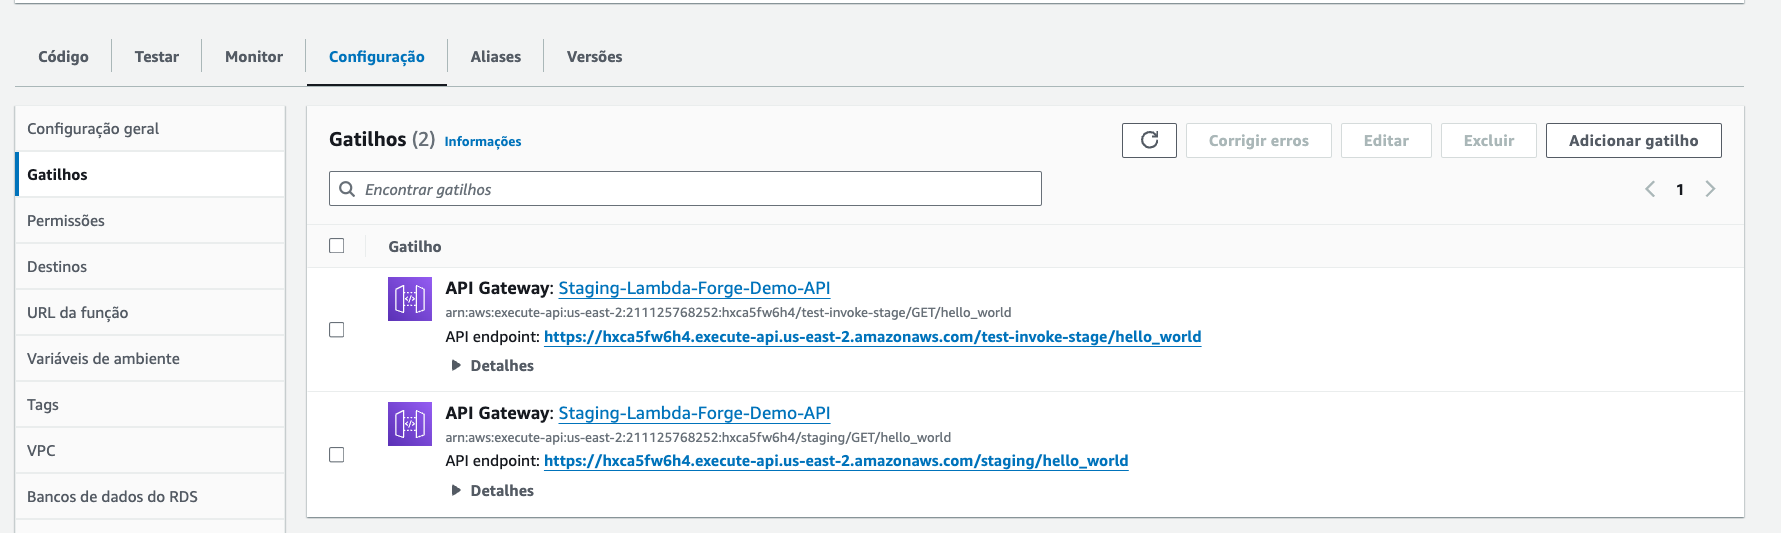 Código Testar Monitor Configuração Aliases Versões
Configuração geral
Gatilhos
Permissões
Destinos
URL da função
Variáveis de ambiente
Tags
VPC
Bancos de dados do RDS
Gatilhos (2) Informações
Corrigir erros Editar Excluir Adicionar gatilho
Encontrar gatilhos
1
Gatilho
API Gateway: Staging-Lambda-Forge-Demo-API
arn:aws:execute-api:us-east-2:211125768252:hxca5fw6h4/test-invoke-stage/GET/hello_world
API endpoint: https://hxca5fw6h4.execute-api.us-east-2.amazonaws.com/test-invoke-stage/hello_world
Detalhes
API Gateway: Staging-Lambda-Forge-Demo-API
arn:aws:execute-api:us-east-2:211125768252:hxca5fw6h4/staging/GET/hello_world
API endpoint: https://hxca5fw6h4.execute-api.us-east-2.amazonaws.com/staging/hello_world
Detalhes